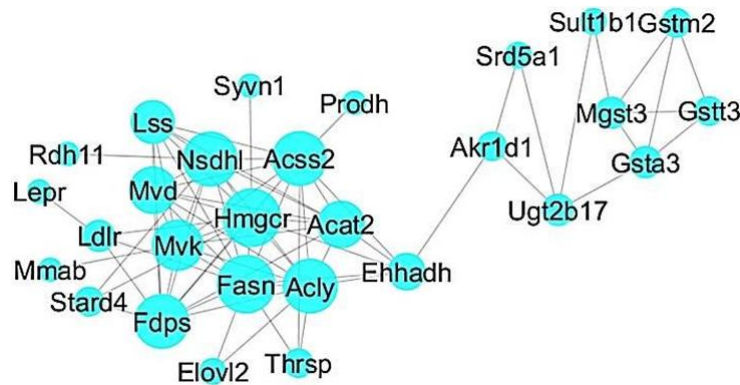 Sult1b1
Gstm2
Srd5a1
Syvn1
Prodh
Lss
Mgst3
Gstt3
Rdh11
Nsdhl
Acss2
Akr1d1
Gsta3
Lepr
Mvd
Hmgcr
Acat2
Ugt2b17
Ldlr
Mvk
Mmab
Ehhadh
Stard4
Fasn
Acly
Fdps
Elovl2
Thrsp